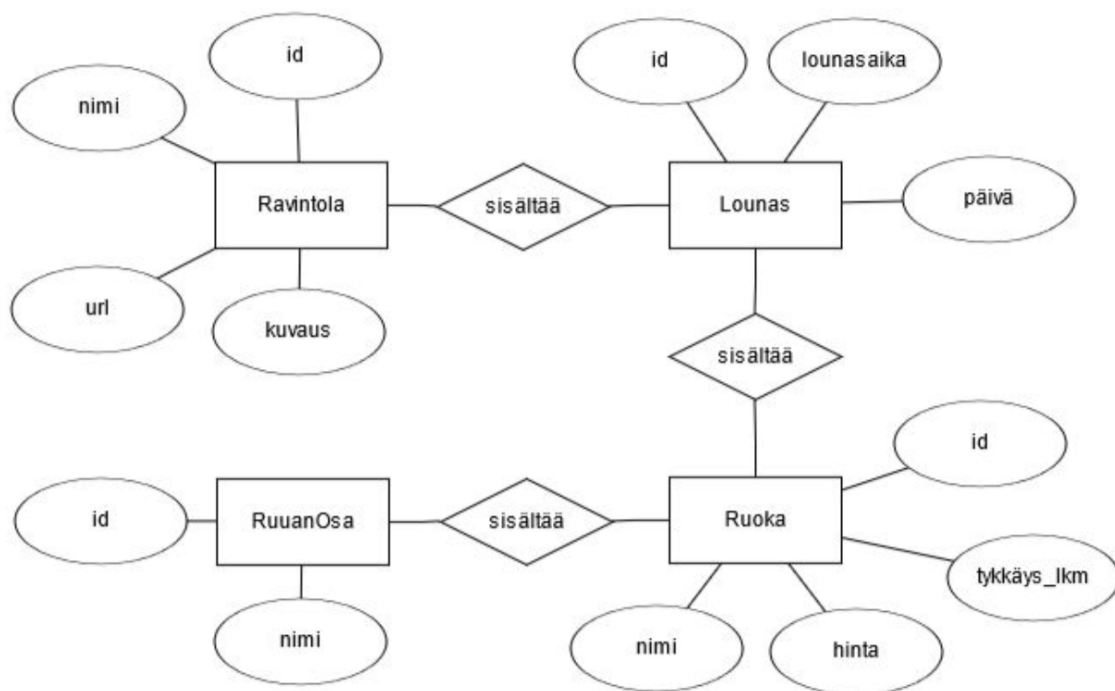 id
nimi
Ravintola
url
kuvaus
sisältää
id
lounasaika
Lounas
päivä
sisältää
id
RuuanOsa
nimi
sisältää
Ruoka
id
tykkäys_lkm
nimi
hinta